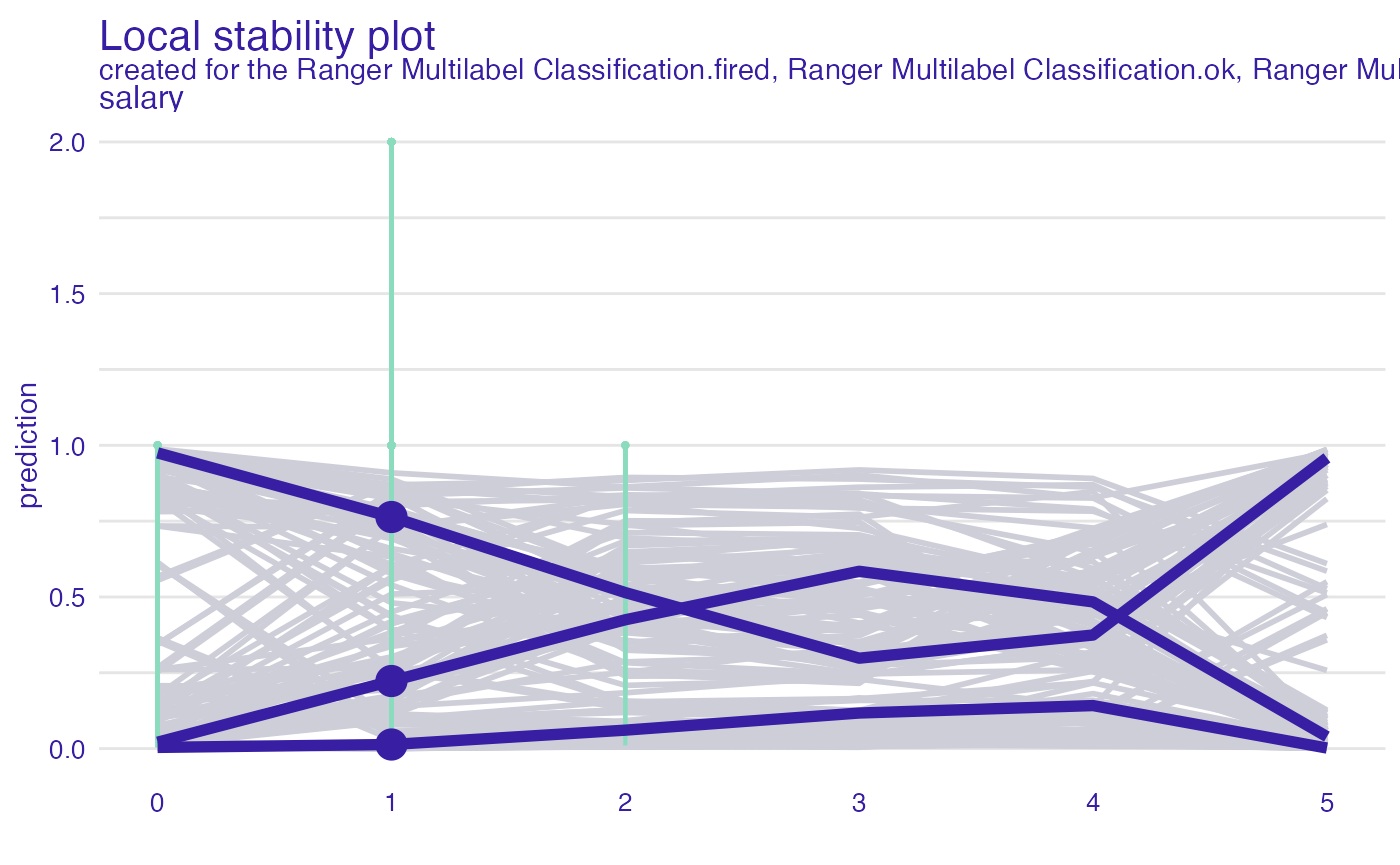 Local stability plot
created for the Ranger Multilabel Classification.fired, Ranger Multilabel Classification.ok, Ranger
salary
2.0
1.5
1.0
0.5
0.0
prediction
0 1 2 3 4 5